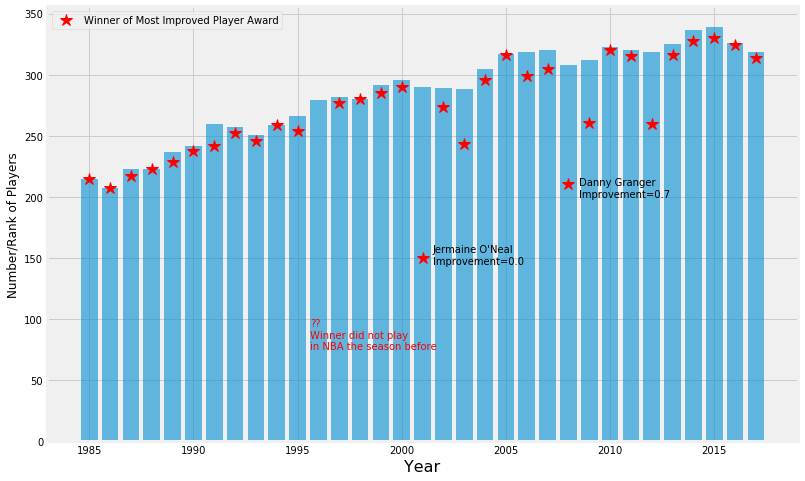 Winner of Most Improved Player Award
350
300
250
200
150
100
50
0
Number/Rank of Players
Danny Granger
Improvement=0.7
Jermaine O'Neal
Improvement=0.0
??
Winner did not play
in NBA the season before
1985
1990
1995
2000
2005
2010
2015
Year